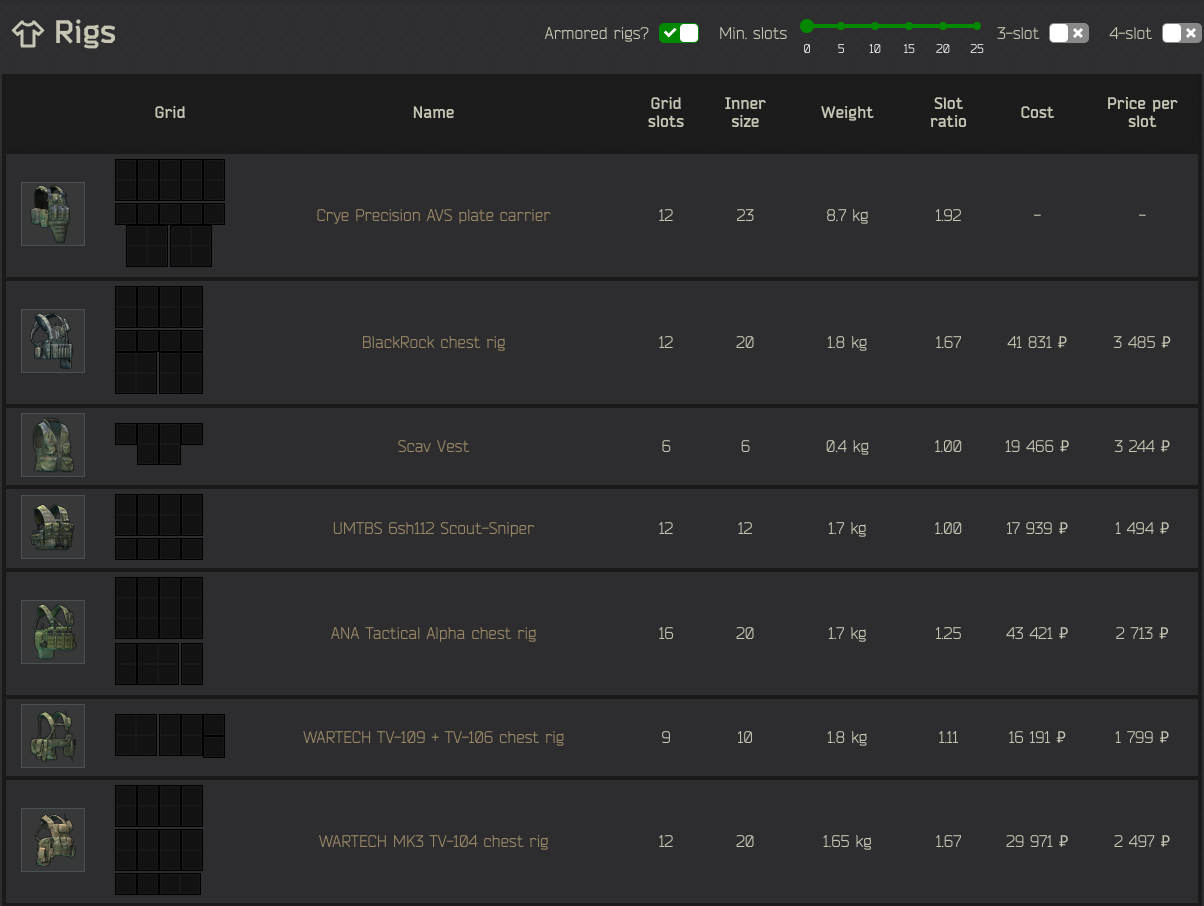 Rigs
Armored rigs? Min. slots 0 5 10 15 20 25 3-slot 4-slot
Grid Name Grid slots Inner size Weight Slot ratio Cost Price per slot
Crye Precision AVS plate carrier 12 23 8.7 kg 1.92 - -
BlackRock chest rig 12 20 1.8 kg 1.67 41 831 ₽ 3 485 ₽
Scav Vest 6 6 0.4 kg 1.00 19 466 ₽ 3 244 ₽
UMTBS 6sh112 Scout-Sniper 12 12 1.7 kg 1.00 17 939 ₽ 1 494 ₽
ANA Tactical Alpha chest rig 16 20 1.7 kg 1.25 43 421 ₽ 2 713 ₽
WARTECH TV-109 + TV-106 chest rig 9 10 1.8 kg 1.11 16 191 ₽ 1 799 ₽
WARTECH MK3 TV-104 chest rig 12 20 1.65 kg 1.67 29 971 ₽ 2 497 ₽